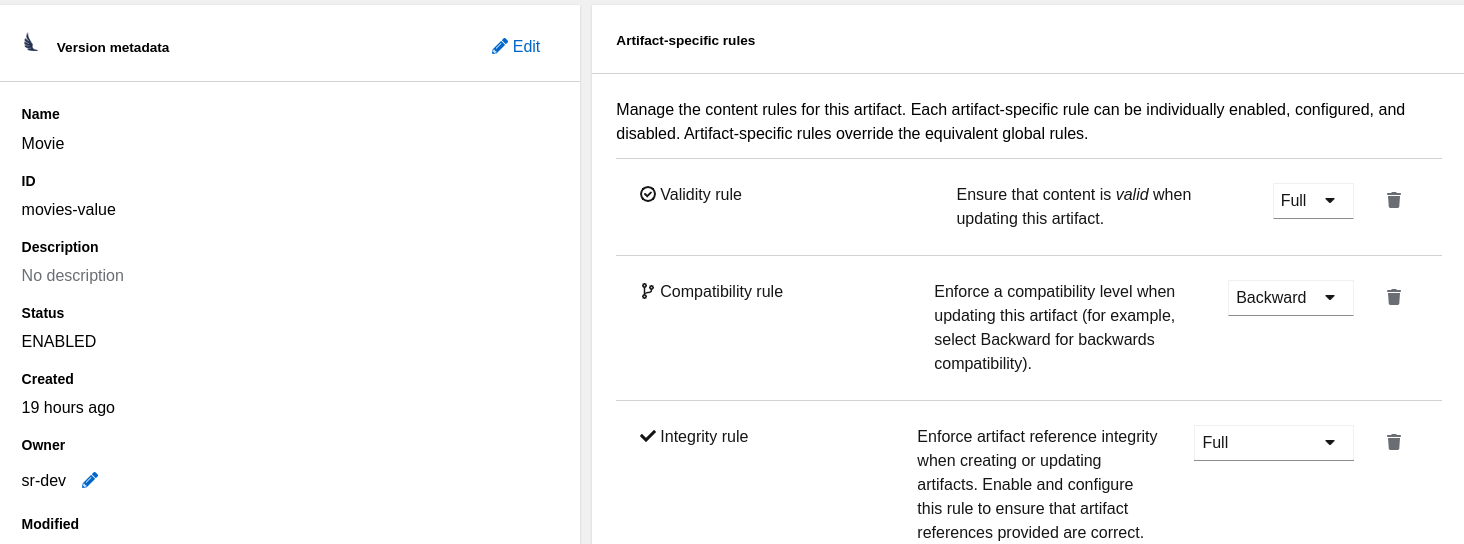 Version metadata
Edit
Name
Movie
ID
movies-value
Description
No description
Status
ENABLED
Created
19 hours ago
Owner
sr-dev
Modified
Artifact-specific rules
Manage the content rules for this artifact. Each artifact-specific rule can be individually enabled, configured, and
disabled. Artifact-specific rules override the equivalent global rules.
Validity rule
Ensure that content is valid when
updating this artifact.
Full
Compatibility rule
Enforce a compatibility level when
updating this artifact (for example,
select Backward for backwards
compatibility).
Backward
Integrity rule
Enforce artifact reference integrity
when creating or updating
artifacts. Enable and configure
this rule to ensure that artifact
references provided are correct.
Full